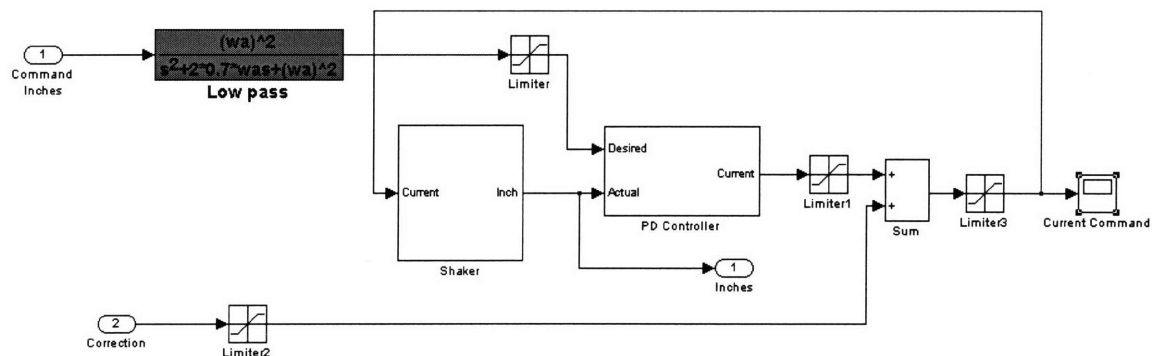 1
Command
Inches
(wa)^2
s^2+2*0.7*was+(wa)^2
Low pass
Limiter
Current
Inch
Shaker
Desired
Actual
Current
PD Controller
Limiter1
+
+
Sum
Limiter3
Current Command
1
Inches
2
Correction
Limiter2